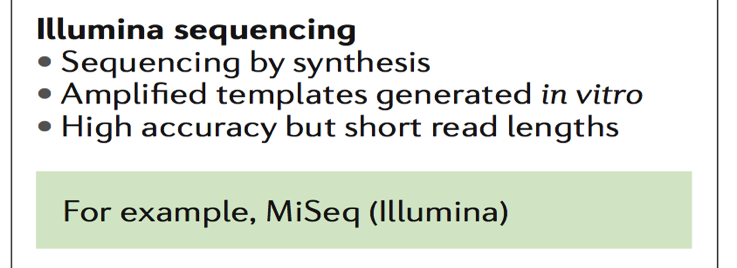 Illumina sequencing
• Sequencing by synthesis
• Amplified templates generated in vitro
• High accuracy but short read lengths
For example, MiSeq (Illumina)